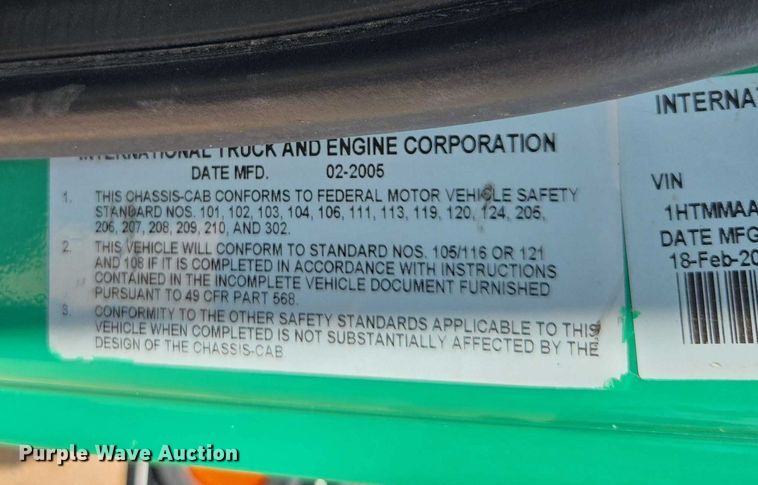 INTERNATIONAL TRUCK AND ENGINE CORPORATION
DATE MFD. 02-2005
1. THIS CHASSIS-CAB CONFORMS TO FEDERAL MOTOR VEHICLE SAFETY
STANDARD NOS. 101, 102, 103, 104, 106, 111, 113, 119, 120, 124, 205,
206, 207, 208, 209, 210, AND 302.
2. THIS VEHICLE WILL CONFORM TO STANDARD NOS. 105/116 OR 121
AND 108 IF IT IS COMPLETED IN ACCORDANCE WITH INSTRUCTIONS
CONTAINED IN THE INCOMPLETE VEHICLE DOCUMENT FURNISHED
PURSUANT TO 49 CFR PART 568.
3. CONFORMITY TO THE OTHER SAFETY STANDARDS APPLICABLE TO THIS
VEHICLE WHEN COMPLETED IS NOT SUBSTANTIALLY AFFECTED BY THE
DESIGN OF THE CHASSIS-CAB
INTERNA
VIN
1HTMMAA
DATE MFG
18-Feb-20
Purple Wave Auction